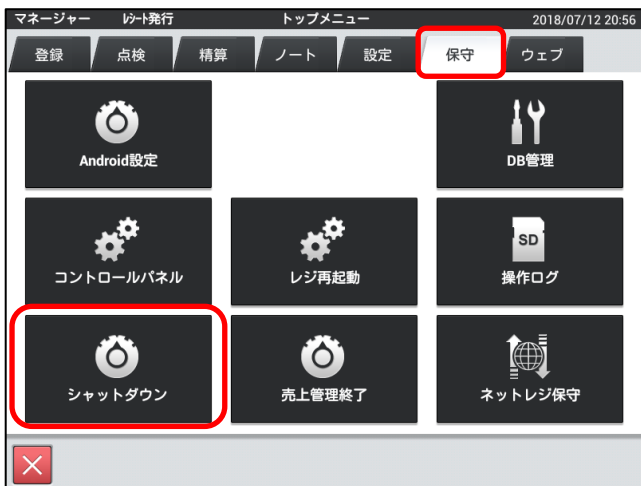 マネージャー ﾚｼｰﾄ発行 トップメニュー 2018/07/12 20:56
登録 点検 精算 ノート 設定 保守 ウェブ
Android設定 DB管理
SD
コントロールパネル レジ再起動 操作ログ
シャットダウン 売上管理終了 ネットレジ保守